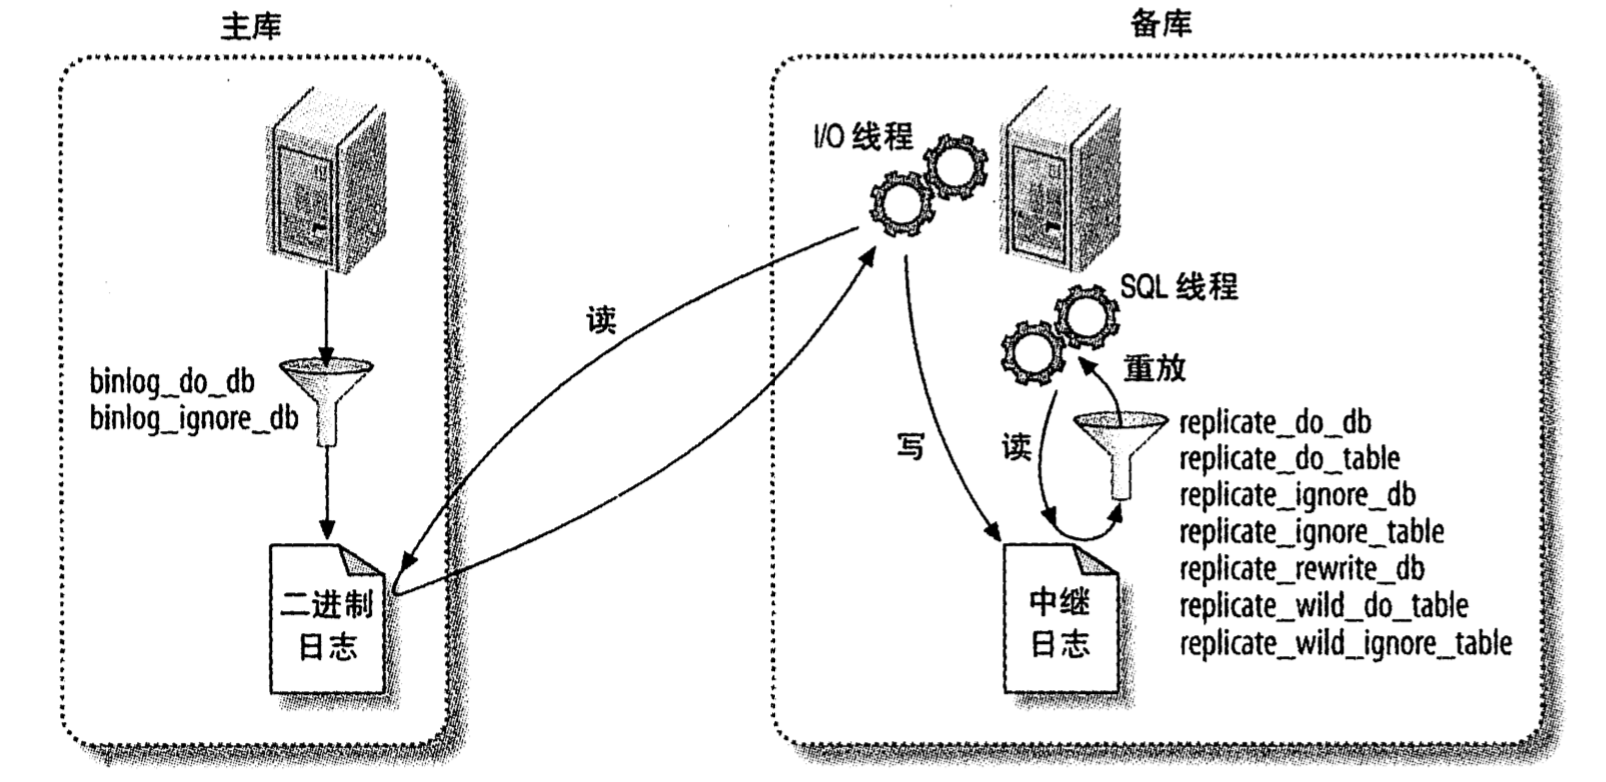 主库
备库
I/O 线程
SQL 线程
读
重放
binlog_do_db
binlog_ignore_db
写
读
replicate_do_db
replicate_do_table
replicate_ignore_db
replicate_ignore_table
replicate_rewrite_db
replicate_wild_do_table
replicate_wild_ignore_table
二进制
日志
中继
日志